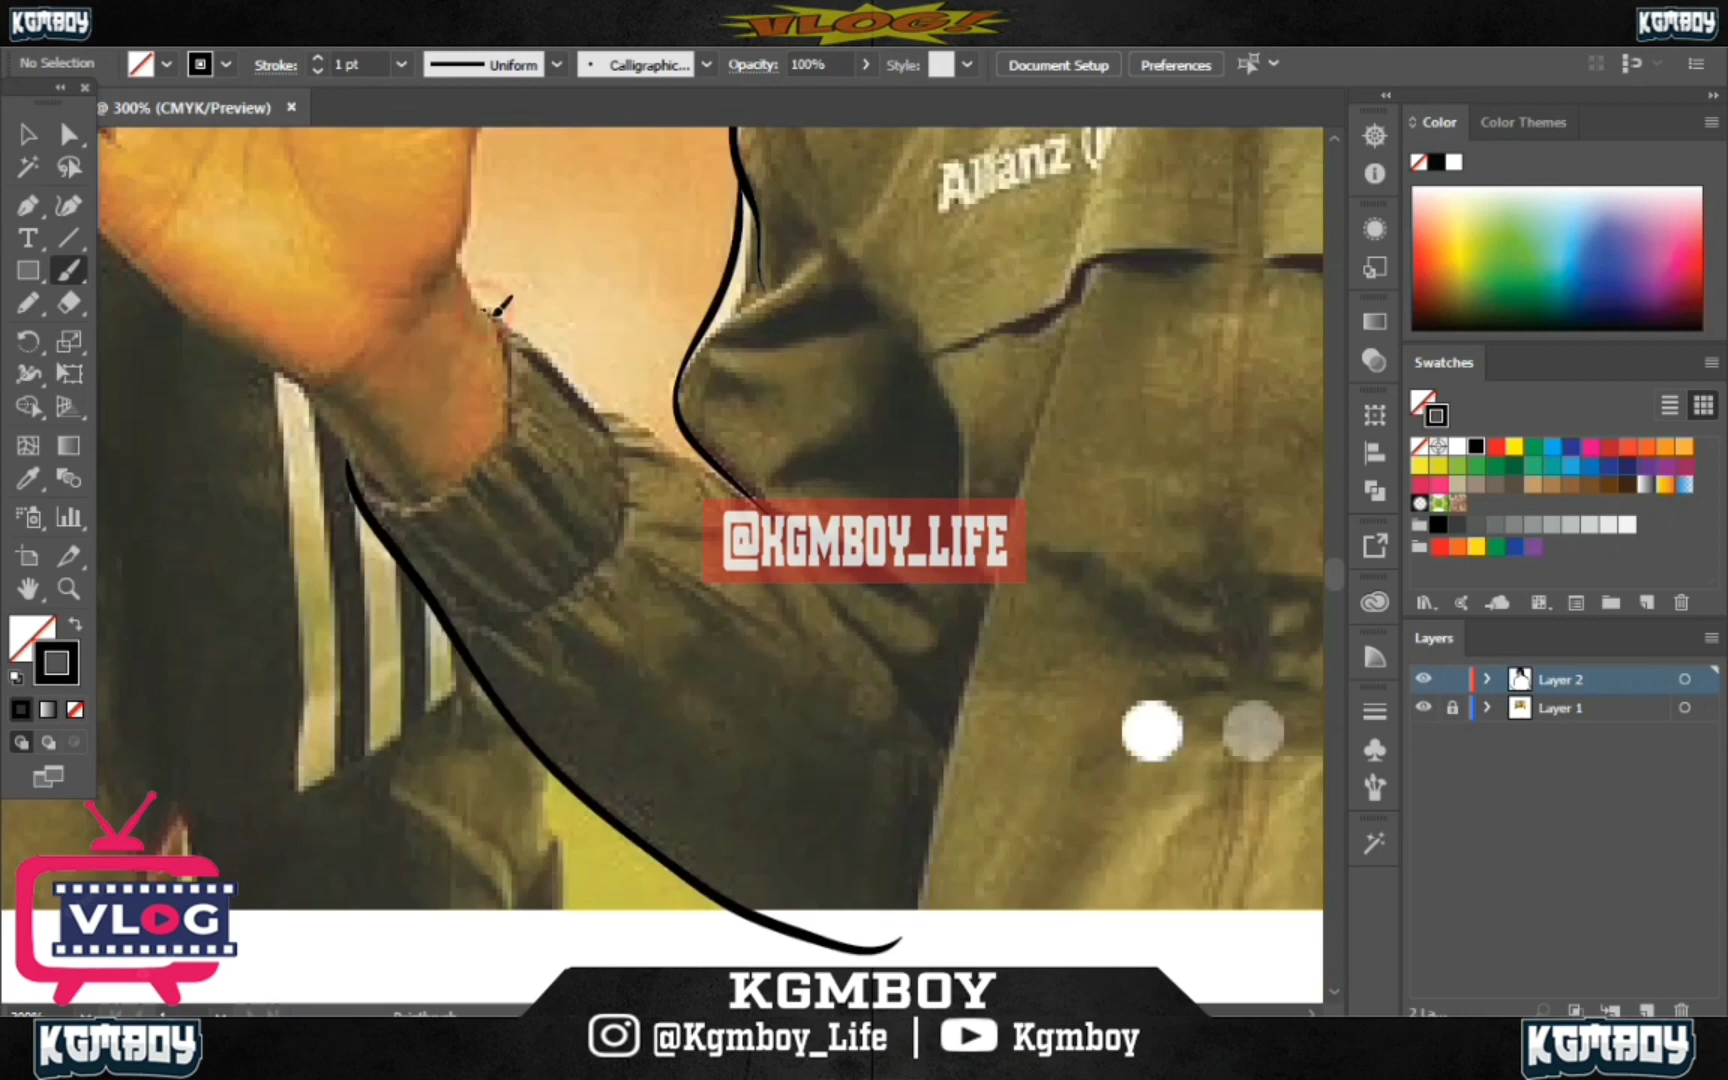 KGMBOY
VLOG!
KGMBOY
No Selection
Stroke:
1 pt
Uniform
Calligraphic...
Opacity:
100%
Style:
Document Setup
Preferences
@ 300% (CMYK/Preview)
×
Color
Color Themes
Allianz
Swatches
@KGMBOY_LIFE
Layers
Layer 2
Layer 1
VLOG
KGMBOY
@Kgmboy_Life | Kgmboy
KGMBOY
KGMBOY